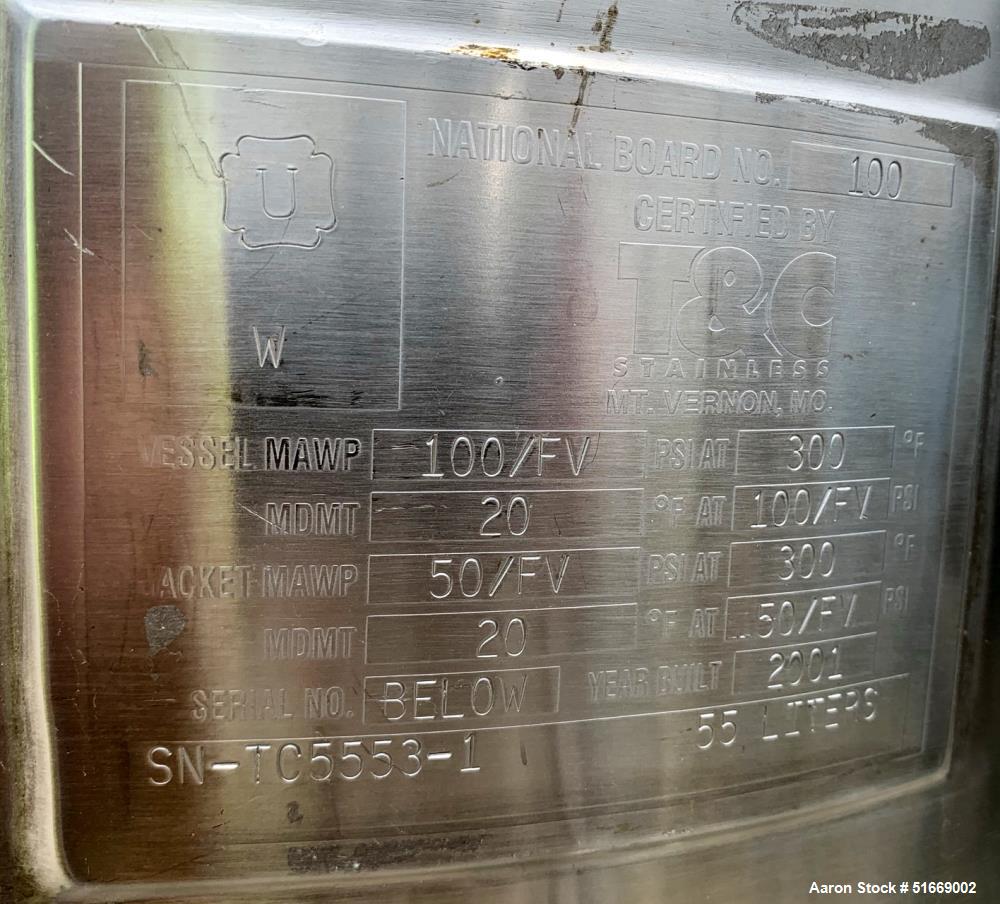 U
W
NATIONAL BOARD NO. 100
CERTIFIED BY
T&C
STAINLESS
MT. VERNON, MO.
VESSEL MAWP 100/FV PSI AT 300 °F
MDMT 20 °F AT 100/FV PSI
JACKET MAWP 50/FV PSI AT 300 °F
MDMT 20 °F AT 50/FV PSI
SERIAL NO. BELOW YEAR BUILT 2001
SN-TC5553-1 55 LITERS
Aaron Stock # 51669002